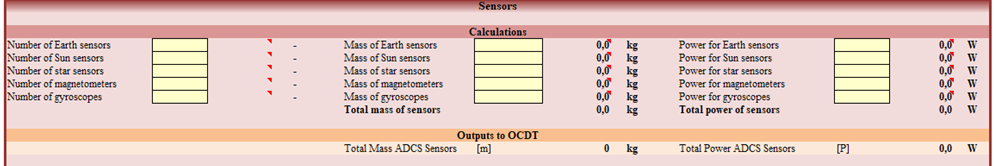 Sensors
Calculations
Number of Earth sensors - Mass of Earth sensors 0,0 kg Power for Earth sensors 0,0 W
Number of Sun sensors - Mass of Sun sensors 0,0 kg Power for Sun sensors 0,0 W
Number of star sensors - Mass of star sensors 0,0 kg Power for star sensors 0,0 W
Number of magnetometers - Mass of magnetometers 0,0 kg Power for magnetometers 0,0 W
Number of gyroscopes - Mass of gyroscopes 0,0 kg Power for gyroscopes 0,0 W
Total mass of sensors 0,0 kg Total power of sensors 0,0 W
Outputs to OCDT
Total Mass ADCS Sensors [m] 0 kg Total Power ADCS Sensors [P] 0,0 W